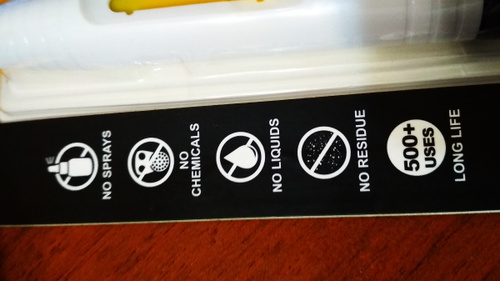 NO SPRAYS
NO
CHEMICALS
NO LIQUIDS
NO RESIDUE
500+
USES
LONG LIFE